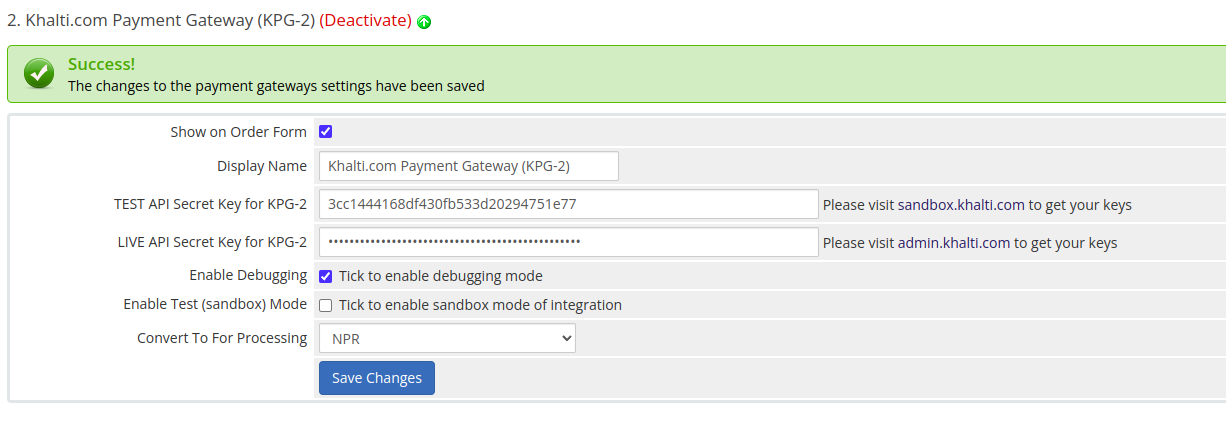 2. Khalti.com Payment Gateway (KPG-2) (Deactivate)
Success!
The changes to the payment gateways settings have been saved
Show on Order Form
Display Name Khalti.com Payment Gateway (KPG-2)
TEST API Secret Key for KPG-2 3cc1444168df430fb533d20294751e77 Please visit sandbox.khalti.com to get your keys
LIVE API Secret Key for KPG-2 •••••••••••••••••••••••••••••••••••••••••••••••• Please visit admin.khalti.com to get your keys
Enable Debugging Tick to enable debugging mode
Enable Test (sandbox) Mode Tick to enable sandbox mode of integration
Convert To For Processing NPR
Save Changes